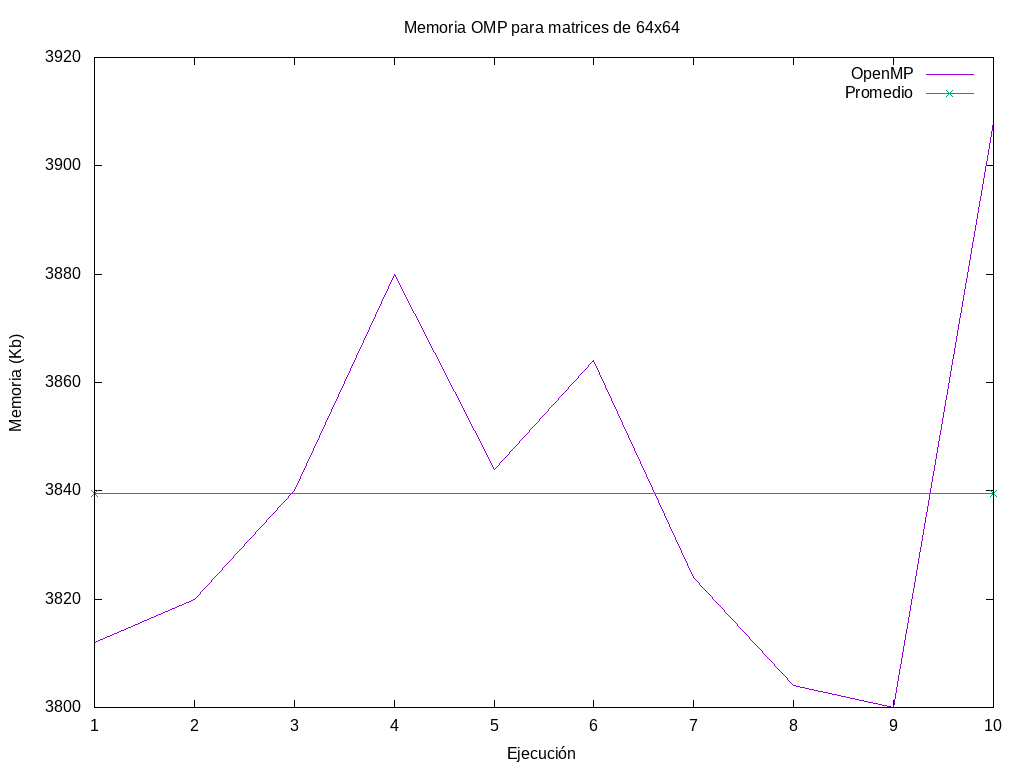 Memoria OMP para matrices de 64x64
OpenMP
Promedio
3920
3900
3880
3860
3840
3820
3800
Memoria (Kb)
1 2 3 4 5 6 7 8 9 10
Ejecución